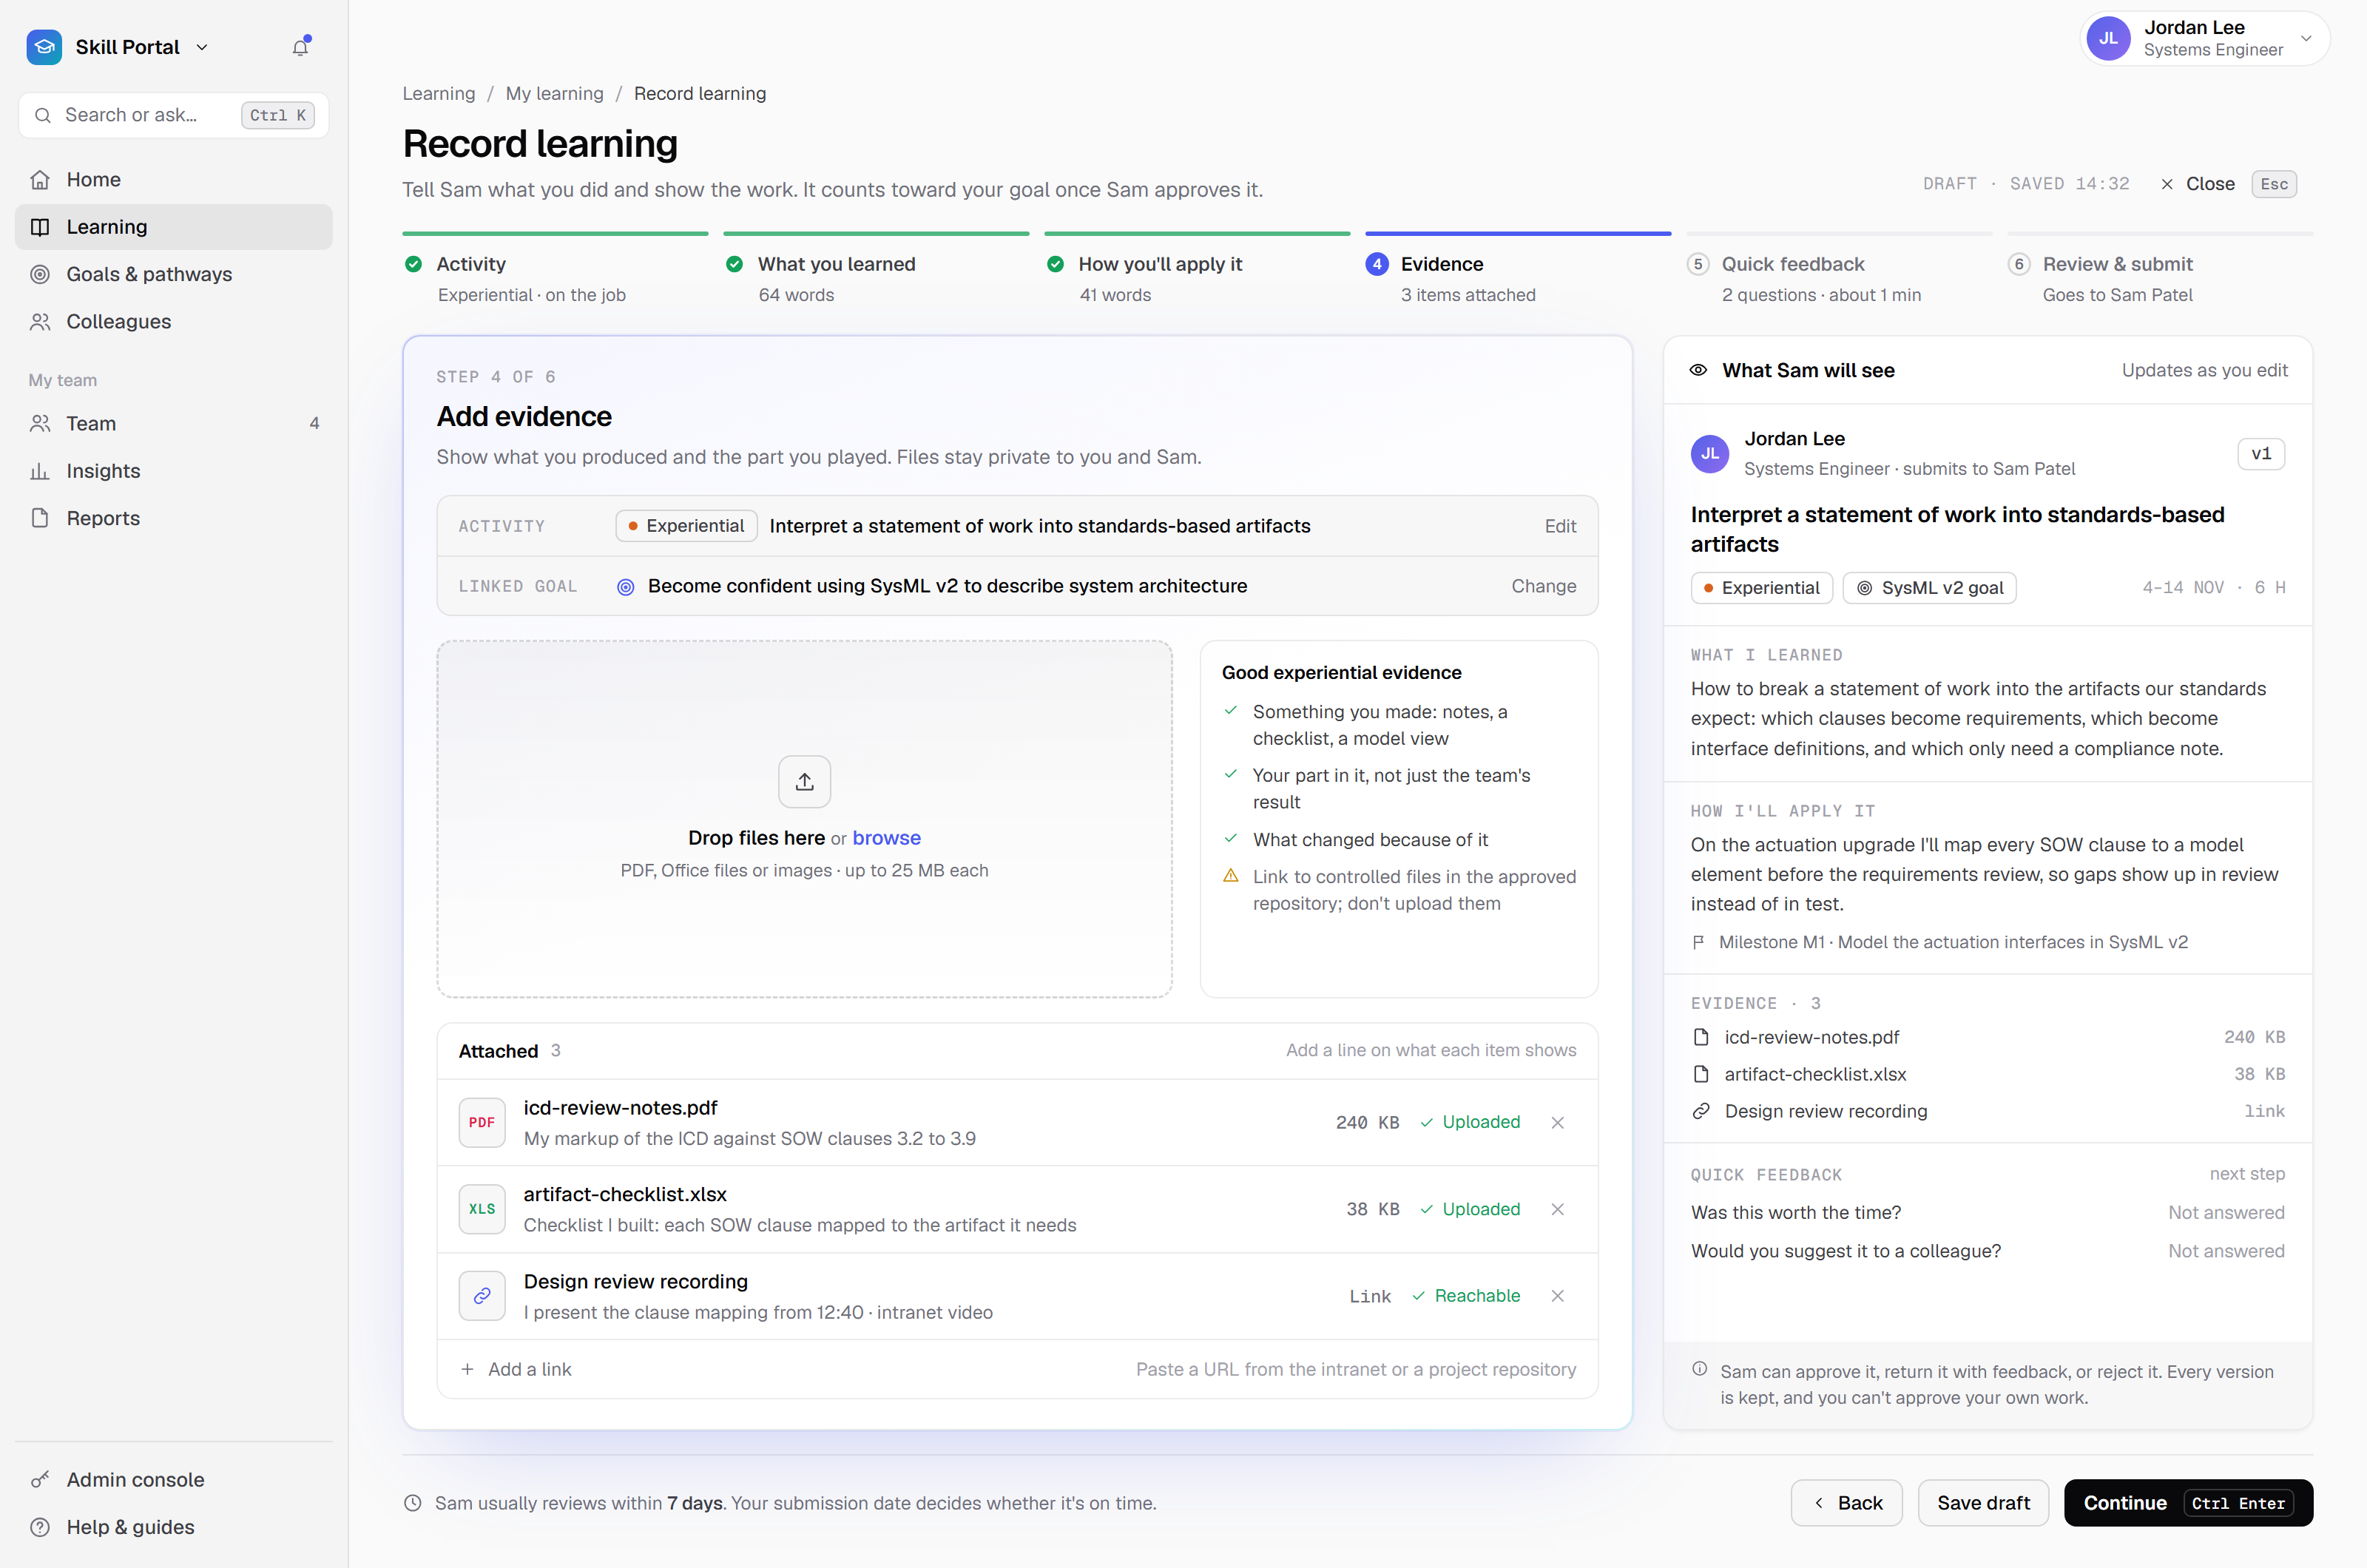 Skill Portal
Search or ask... Ctrl K
Home
Learning
Goals & pathways
Colleagues
My team
Team 4
Insights
Reports
Admin console
Help & guides
JL Jordan Lee
Systems Engineer
Learning / My learning / Record learning
Record learning
Tell Sam what you did and show the work. It counts toward your goal once Sam approves it.
DRAFT · SAVED 14:32 Close Esc
Activity
Experiential · on the job
What you learned
64 words
How you'll apply it
41 words
4 Evidence
3 items attached
5 Quick feedback
2 questions · about 1 min
6 Review & submit
Goes to Sam Patel
STEP 4 OF 6
Add evidence
Show what you produced and the part you played. Files stay private to you and Sam.
ACTIVITY Experiential Interpret a statement of work into standards-based artifacts Edit
LINKED GOAL Become confident using SysML v2 to describe system architecture Change
Drop files here or browse
PDF, Office files or images · up to 25 MB each
Good experiential evidence
Something you made: notes, a
checklist, a model view
Your part in it, not just the team's
result
What changed because of it
Link to controlled files in the approved
repository; don't upload them
Attached 3 Add a line on what each item shows
PDF icd-review-notes.pdf 240 KB Uploaded
My markup of the ICD against SOW clauses 3.2 to 3.9
XLS artifact-checklist.xlsx 38 KB Uploaded
Checklist I built: each SOW clause mapped to the artifact it needs
Design review recording Link Reachable
I present the clause mapping from 12:40 · intranet video
Add a link Paste a URL from the intranet or a project repository
What Sam will see Updates as you edit
JL Jordan Lee v1
Systems Engineer · submits to Sam Patel
Interpret a statement of work into standards-based
artifacts
Experiential SysML v2 goal 4–14 NOV · 6 H
WHAT I LEARNED
How to break a statement of work into the artifacts our standards
expect: which clauses become requirements, which become
interface definitions, and which only need a compliance note.
HOW I'LL APPLY IT
On the actuation upgrade I'll map every SOW clause to a model
element before the requirements review, so gaps show up in review
instead of in test.
Milestone M1 · Model the actuation interfaces in SysML v2
EVIDENCE · 3
icd-review-notes.pdf 240 KB
artifact-checklist.xlsx 38 KB
Design review recording link
QUICK FEEDBACK next step
Was this worth the time? Not answered
Would you suggest it to a colleague? Not answered
Sam can approve it, return it with feedback, or reject it. Every version
is kept, and you can't approve your own work.
Sam usually reviews within 7 days. Your submission date decides whether it's on time.
Back Save draft Continue Ctrl Enter